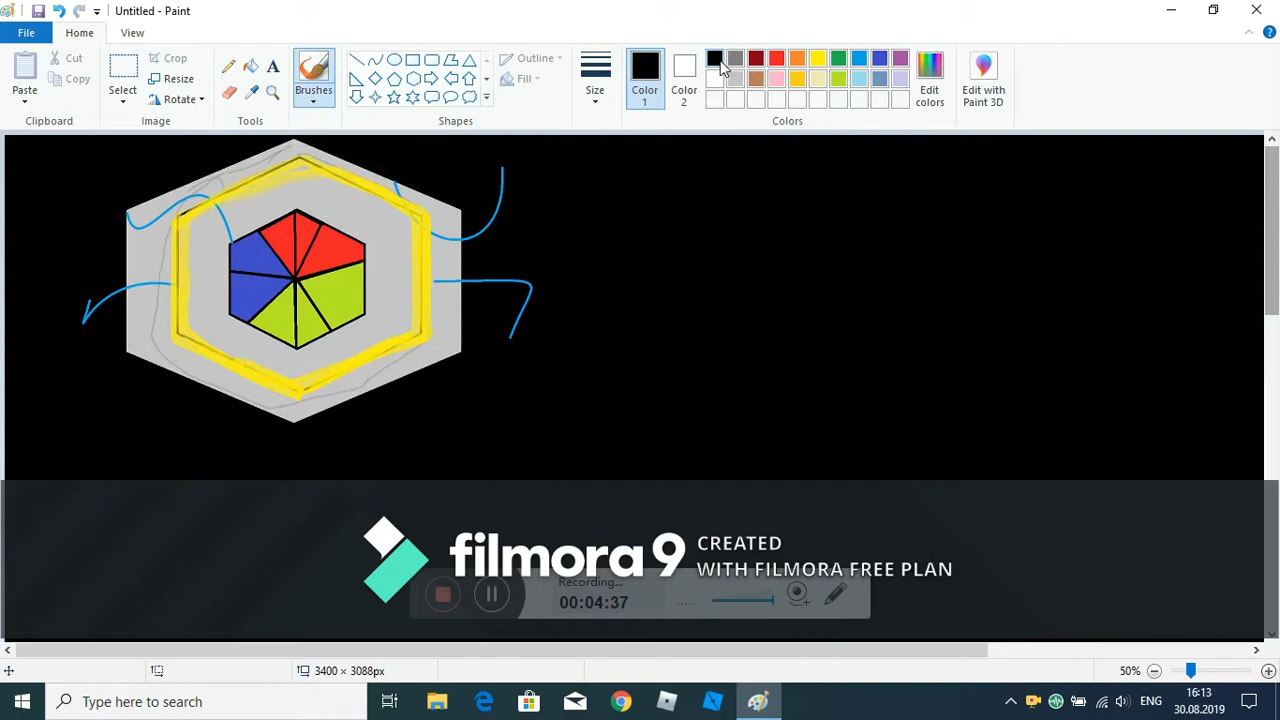 Untitled - Paint
File
Home
View
Paste
Cut
Copy
Clipboard
Select
Crop
Resize
Rotate
Image
A
Tools
Brushes
Outline
Fill
Shapes
Size
Color
1
Color
2
Edit
colors
Colors
Edit with
Paint 3D
filmora 9
CREATED
WITH FILMORA FREE PLAN
Recording...
00:04:37
3400 × 3088px
50%
Type here to search
ENG
16:13
30.08.2019